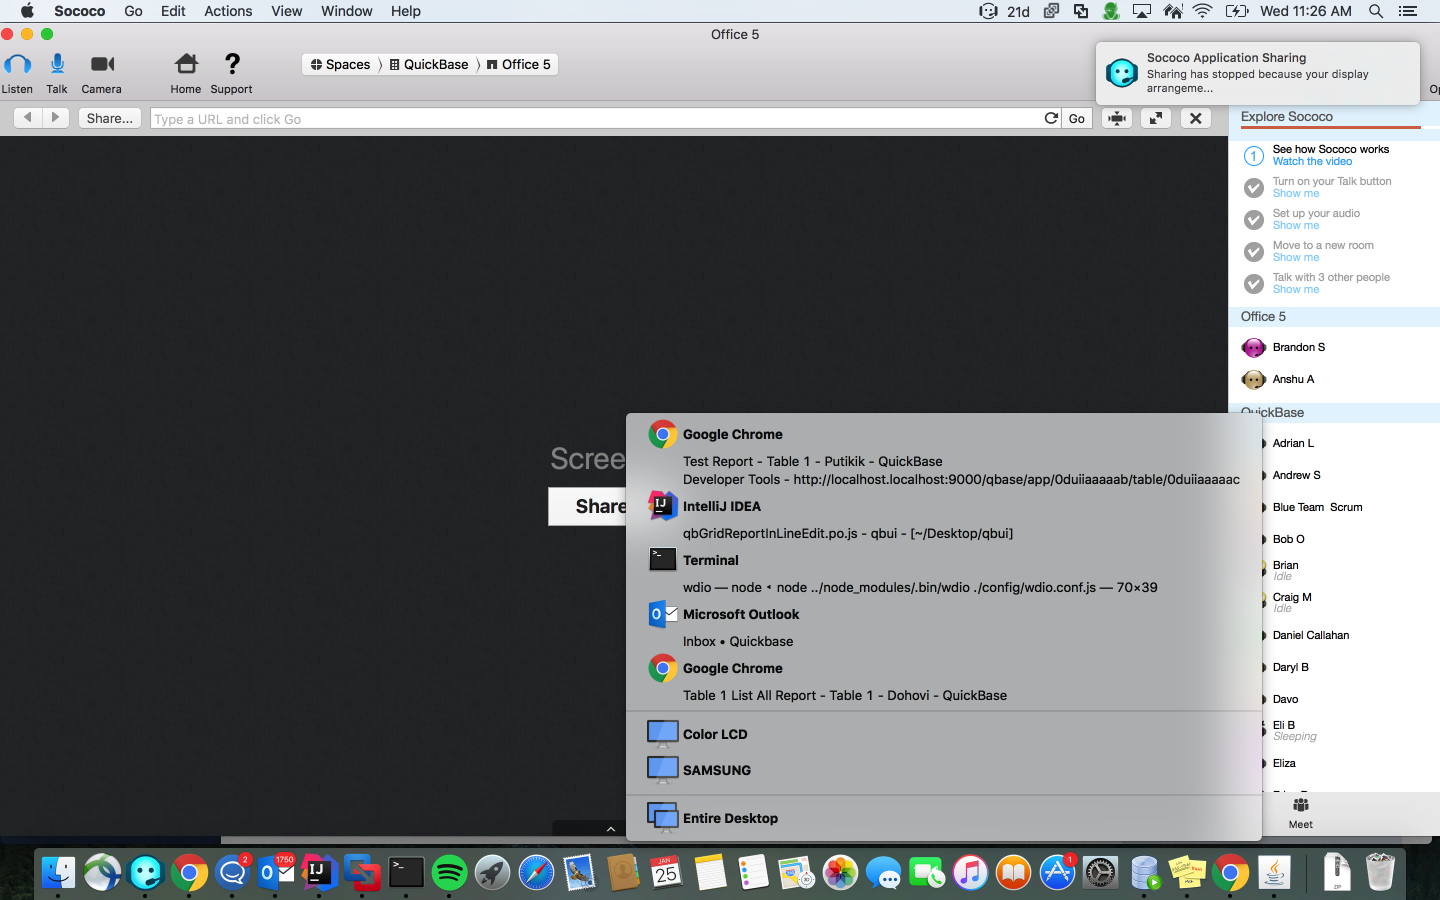 Sococo Go Edit Actions View Window Help
21d Wed 11:26 AM
Office 5
Listen Talk Camera Home Support
Spaces QuickBase Office 5
Sococo Application Sharing
Sharing has stopped because your display
arrangeme...
Share... Type a URL and click Go Go
Explore Sococo
1 See how Sococo works
Watch the video
Turn on your Talk button
Show me
Set up your audio
Show me
Move to a new room
Show me
Talk with 3 other people
Show me
Office 5
Brandon S
Anshu A
QuickBase
Adrian L
Andrew S
Blue Team Scrum
Bob O
Brian
Idle
Craig M
Idle
Daniel Callahan
Daryl B
Davo
Eli B
Sleeping
Eliza
Meet
Scree
Share
Google Chrome
Test Report - Table 1 - Putikik - QuickBase
Developer Tools - http://localhost.localhost:9000/qbase/app/0duiiaaaaab/table/0duiiaaaaac
IntelliJ IDEA
qbGridReportInLineEdit.po.js - qbui - [~/Desktop/qbui]
Terminal
wdio — node ◂ node ../node_modules/.bin/wdio ./config/wdio.conf.js — 70×39
Microsoft Outlook
Inbox • Quickbase
Google Chrome
Table 1 List All Report - Table 1 - Dohovi - QuickBase
Color LCD
SAMSUNG
Entire Desktop
2 1750 IJ JAN 25 1 ZIP